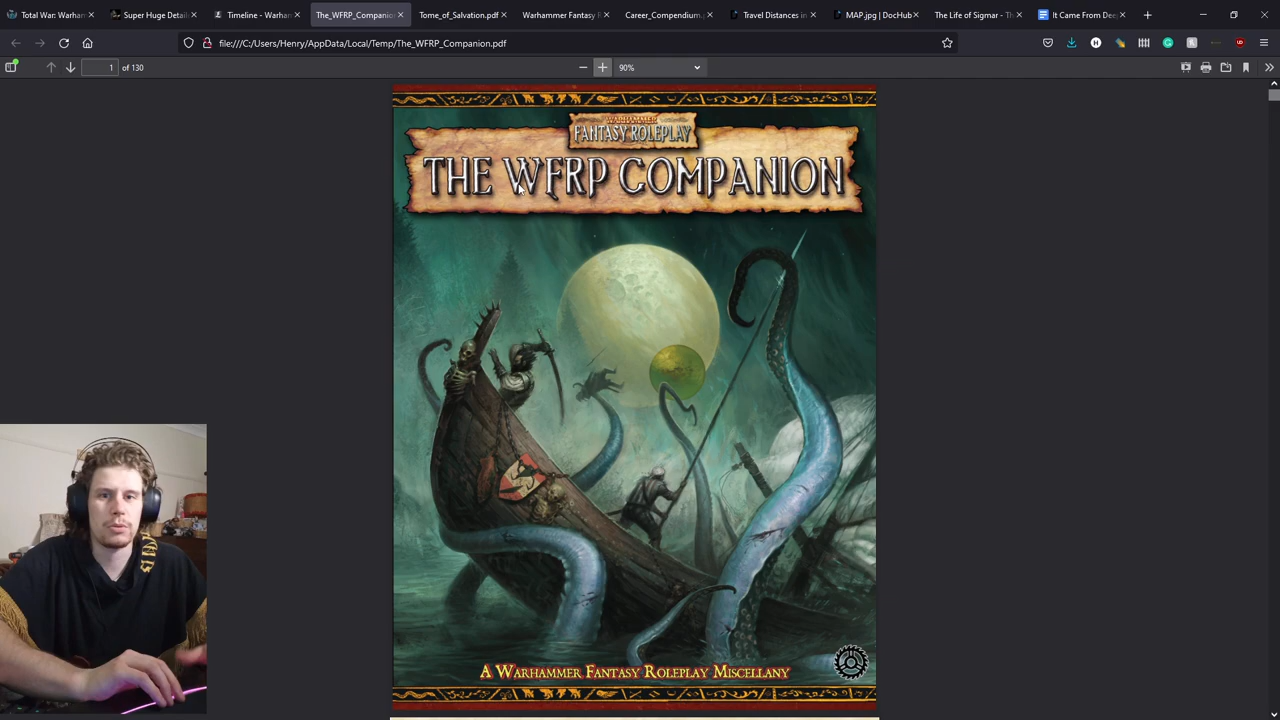 Total War: Warham
Super Huge Detaile
Timeline - Warhan
The_WFRP_Companion
Tome_of_Salvation.pdf
Warhammer Fantasy R
Career_Compendium.p
Travel Distances in
MAP.jpg | DocHub
The Life of Sigmar - Th
It Came From Dee
file:///C:/Users/Henry/AppData/Local/Temp/The_WFRP_Companion.pdf
1 of 130
90%
WARHAMMER
FANTASY ROLEPLAY
THE WFRP COMPANION
A WARHAMMER FANTASY ROLEPLAY MISCELLANY